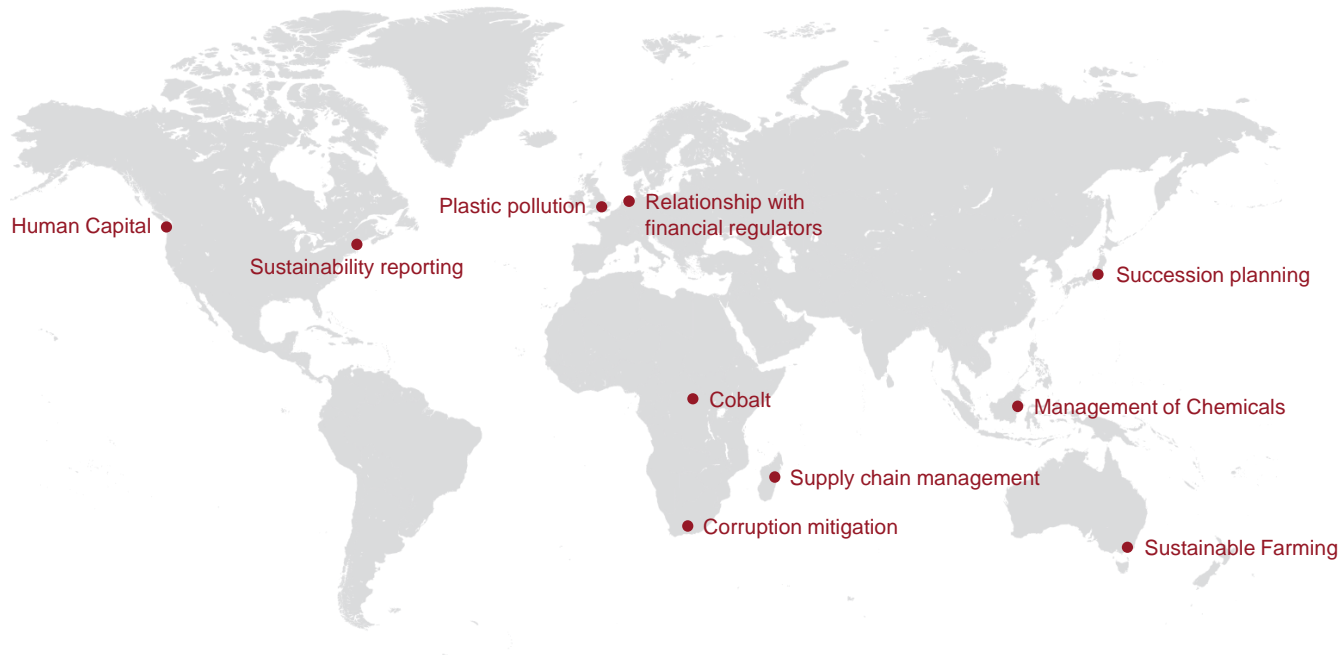 Plastic pollution
Relationship with
financial regulators
Human Capital
Sustainability reporting
Succession planning
Cobalt
Management of Chemicals
Supply chain management
Corruption mitigation
Sustainable Farming